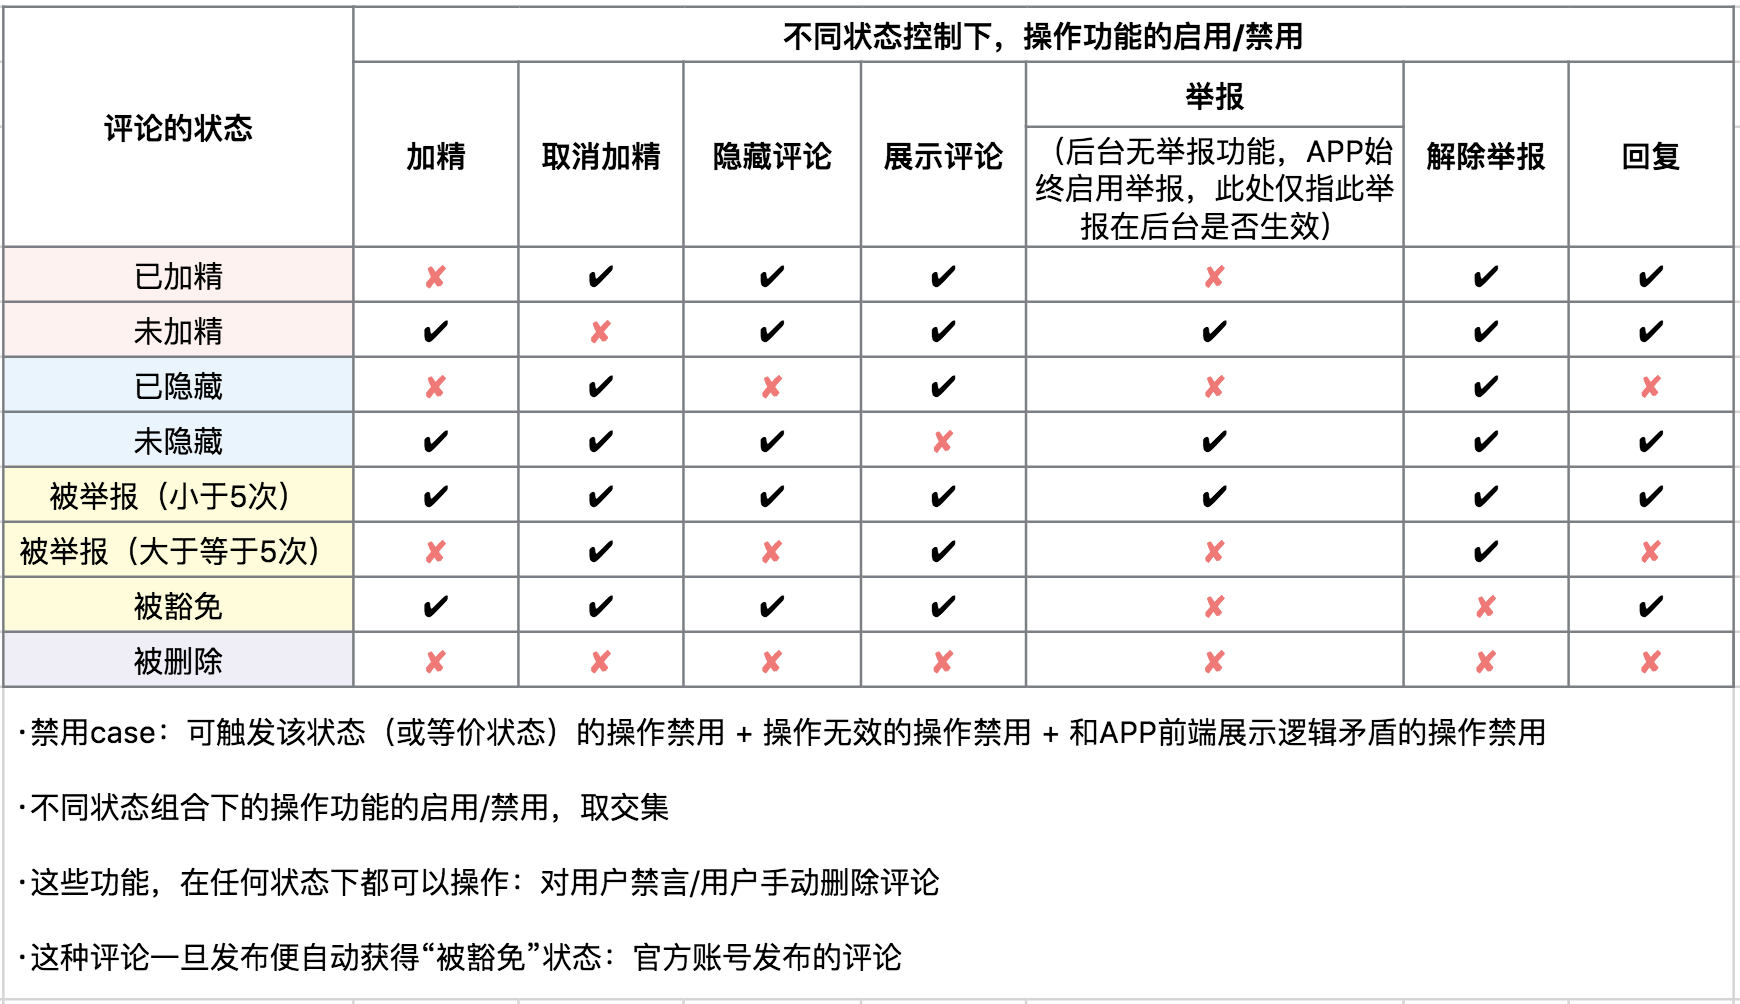 不同状态控制下，操作功能的启用/禁用
评论的状态
加精
取消加精
隐藏评论
展示评论
举报
（后台无举报功能，APP始
终启用举报，此处仅指此举
报在后台是否生效）
解除举报
回复
已加精 ✘ ✔ ✔ ✔ ✘ ✔ ✔
未加精 ✔ ✘ ✔ ✔ ✔ ✔ ✔
已隐藏 ✘ ✔ ✘ ✔ ✘ ✔ ✘
未隐藏 ✔ ✔ ✔ ✘ ✔ ✔ ✔
被举报（小于5次） ✔ ✔ ✔ ✔ ✔ ✔ ✔
被举报（大于等于5次） ✘ ✔ ✘ ✔ ✘ ✔ ✘
被豁免 ✔ ✔ ✔ ✔ ✘ ✘ ✔
被删除 ✘ ✘ ✘ ✘ ✘ ✘ ✘
·禁用case：可触发该状态（或等价状态）的操作禁用 + 操作无效的操作禁用 + 和APP前端展示逻辑矛盾的操作禁用
·不同状态组合下的操作功能的启用/禁用，取交集
·这些功能，在任何状态下都可以操作：对用户禁言/用户手动删除评论
·这种评论一旦发布便自动获得“被豁免”状态：官方账号发布的评论